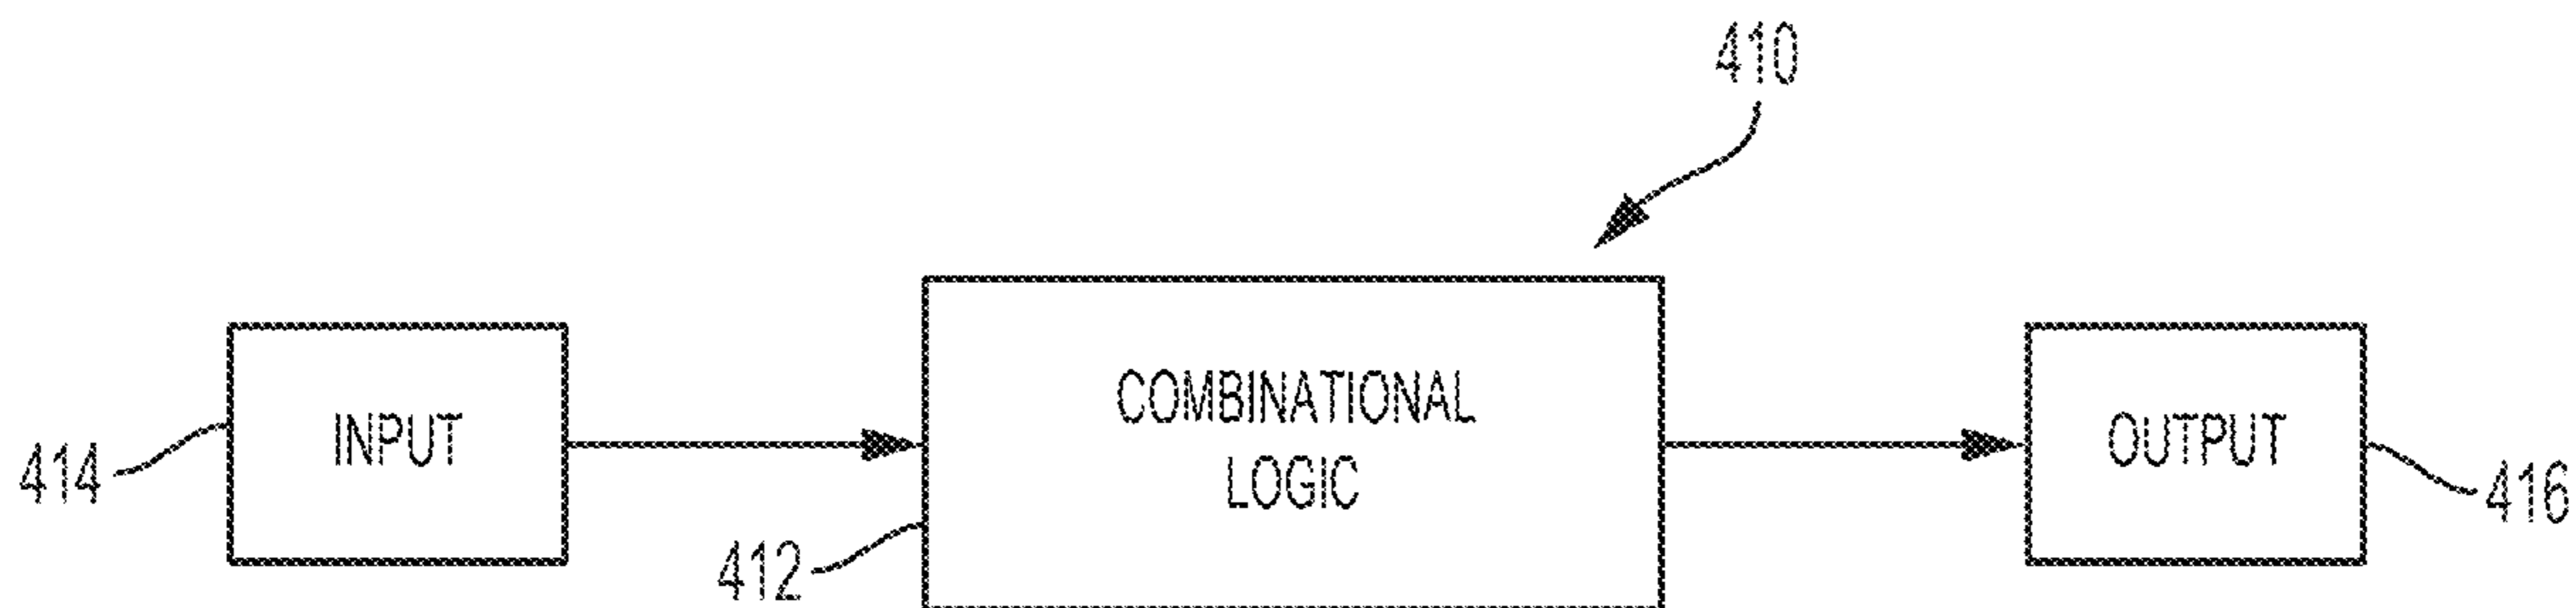 410
INPUT
COMBINATIONAL
LOGIC
OUTPUT
414
412
416